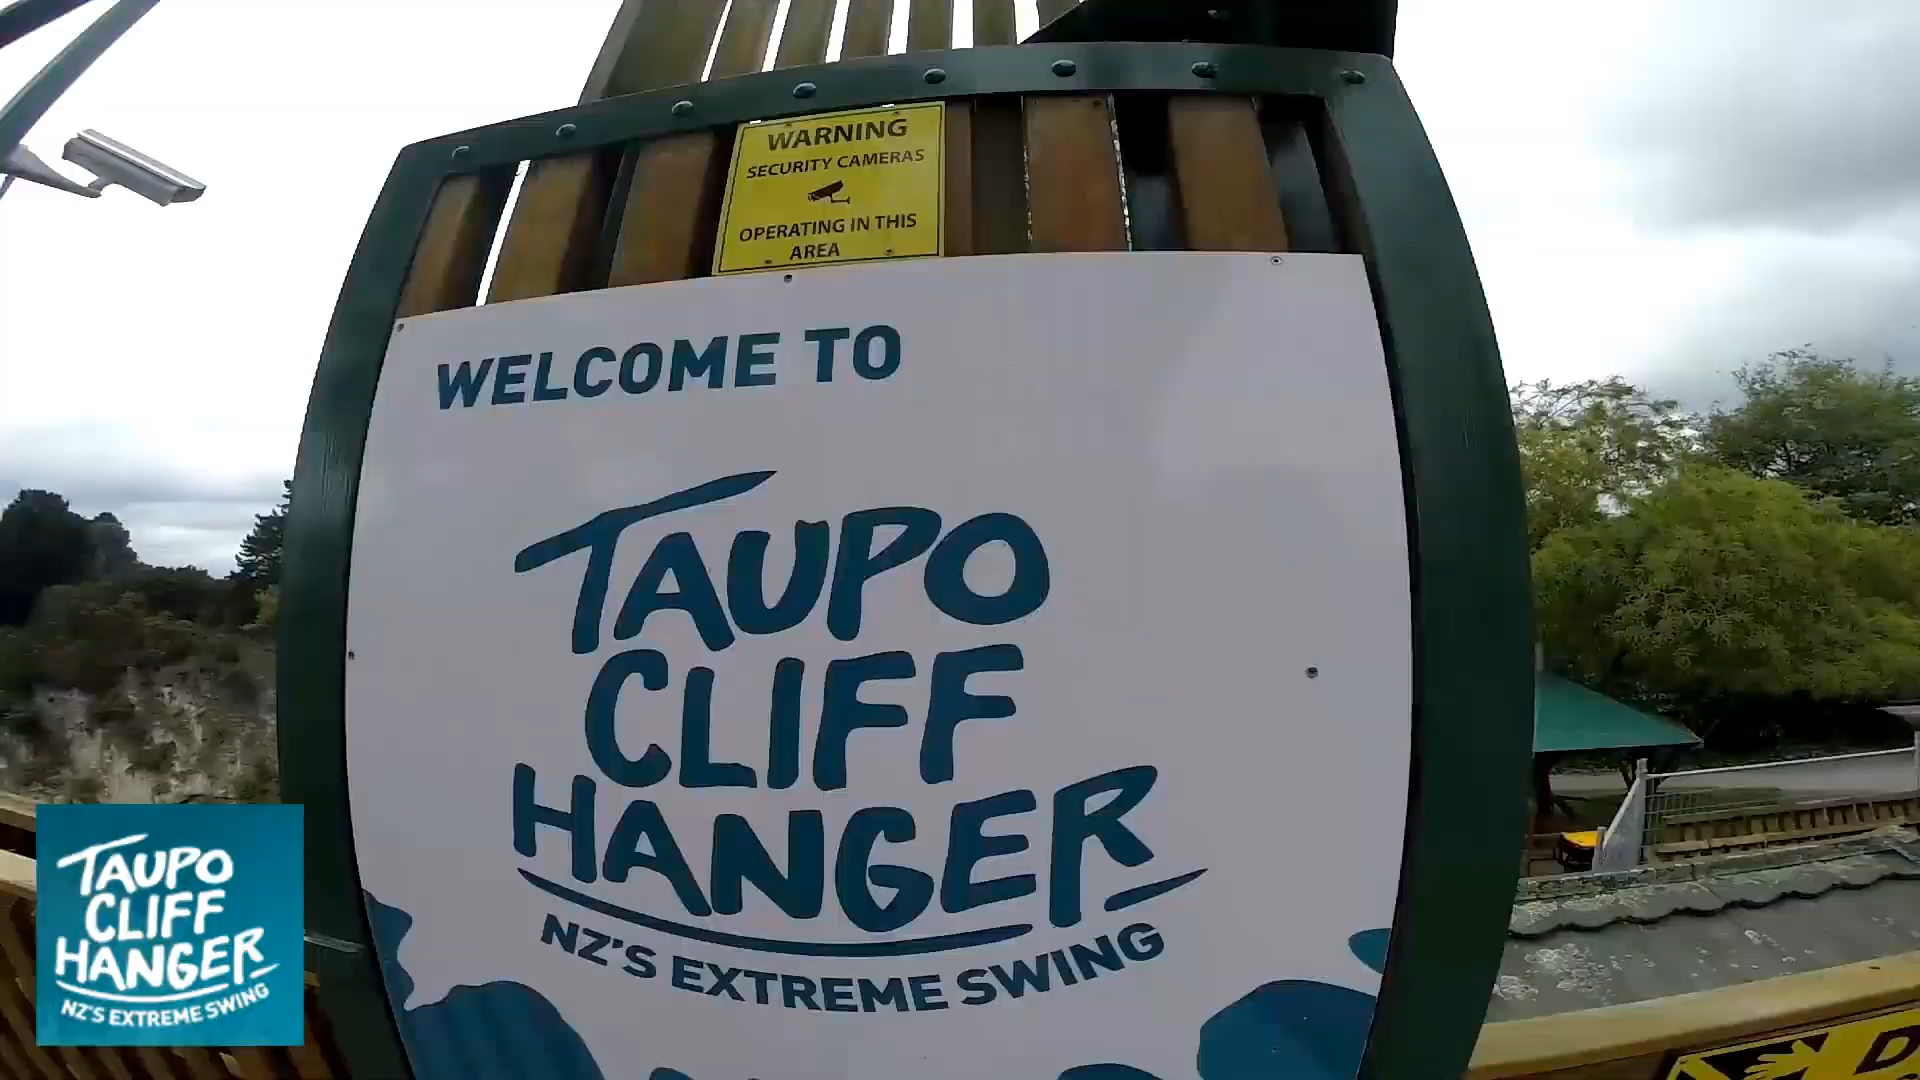 WARNING
SECURITY CAMERAS
OPERATING IN THIS
AREA
WELCOME TO
TAUPO
CLIFF
HANGER
NZ'S EXTREME SWING
TAUPO
CLIFF
HANGER
NZ'S EXTREME SWING